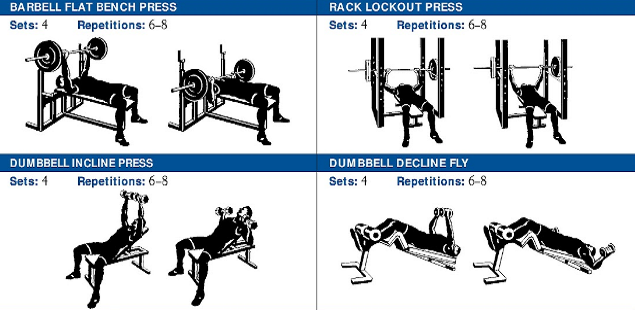 BARBELL FLAT BENCH PRESS
Sets: 4 Repetitions: 6–8
RACK LOCKOUT PRESS
Sets: 4 Repetitions: 6–8
DUMBBELL INCLINE PRESS
Sets: 4 Repetitions: 6–8
DUMBBELL DECLINE FLY
Sets: 4 Repetitions: 6–8